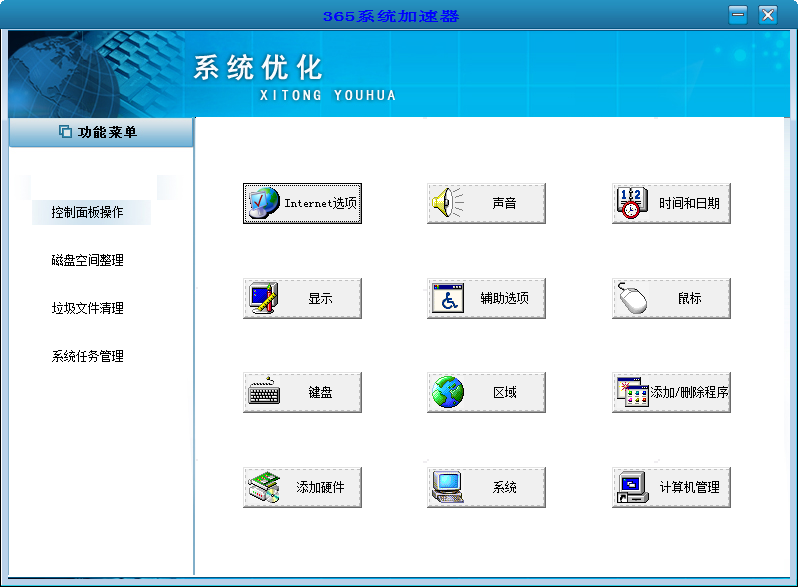 365系统加速器
系统优化
XITONG YOUHUA
功能菜单
控制面板操作
磁盘空间整理
垃圾文件清理
系统任务管理
Internet选项
声音
时间和日期
显示
辅助选项
鼠标
键盘
区域
添加/删除程序
添加硬件
系统
计算机管理